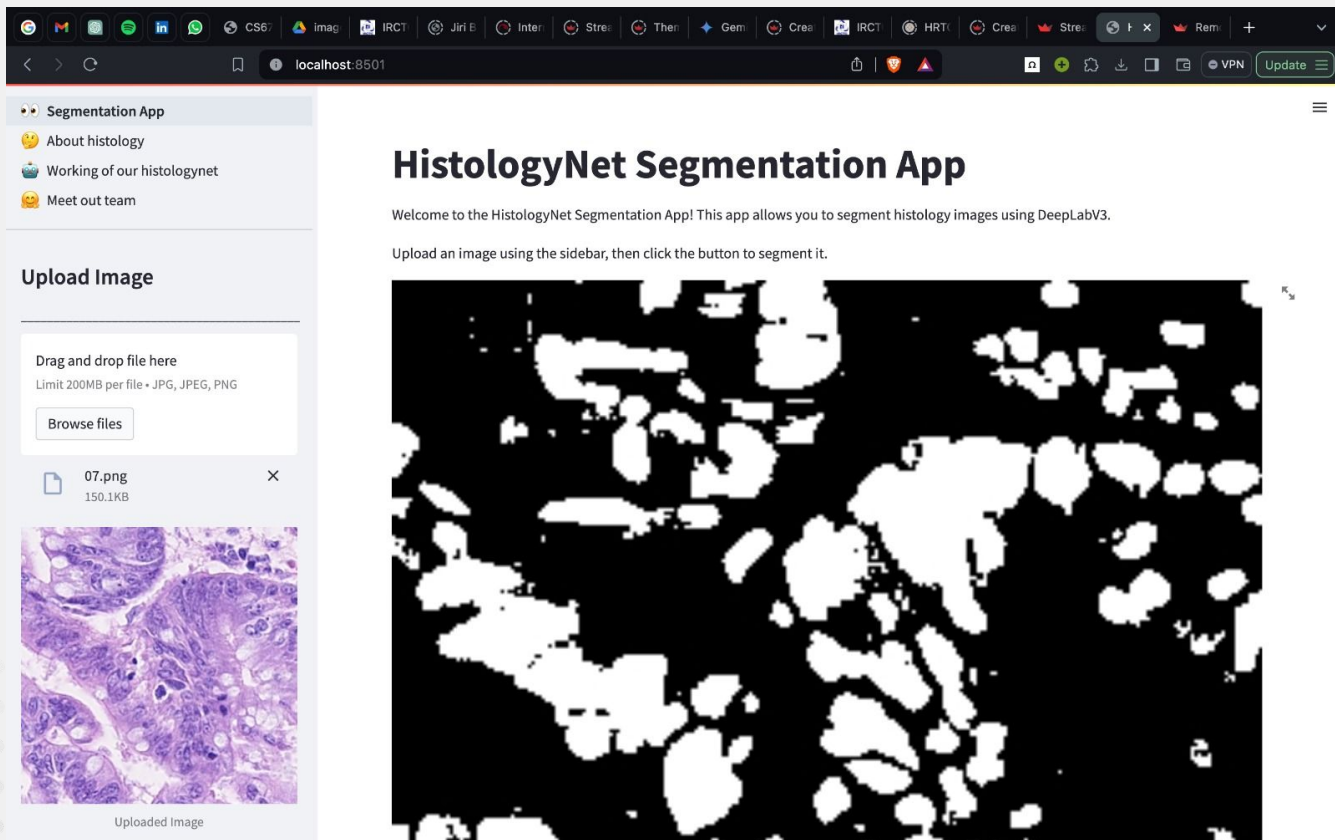 CS67
imag
IRCT
Jiri B
Inter
Strea
Them
Gem
Crea
IRCT
HRTC
Crea
Strea
H
Rem
localhost:8501
VPN
Update
Segmentation App
About histology
Working of our histologynet
Meet out team
Upload Image
Drag and drop file here
Limit 200MB per file • JPG, JPEG, PNG
Browse files
07.png
150.1KB
Uploaded Image
HistologyNet Segmentation App
Welcome to the HistologyNet Segmentation App! This app allows you to segment histology images using DeepLabV3.
Upload an image using the sidebar, then click the button to segment it.